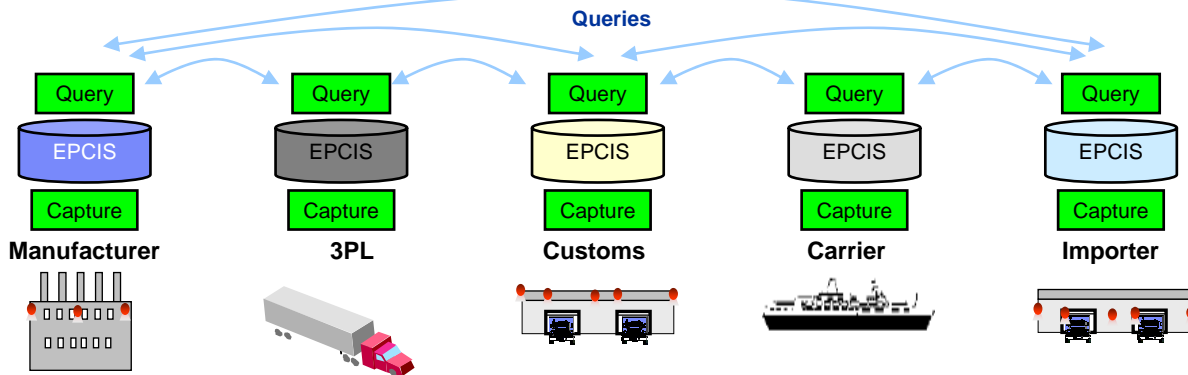 Queries
Query Query Query Query Query
EPCIS EPCIS EPCIS EPCIS EPCIS
Capture Capture Capture Capture Capture
Manufacturer 3PL Customs Carrier Importer